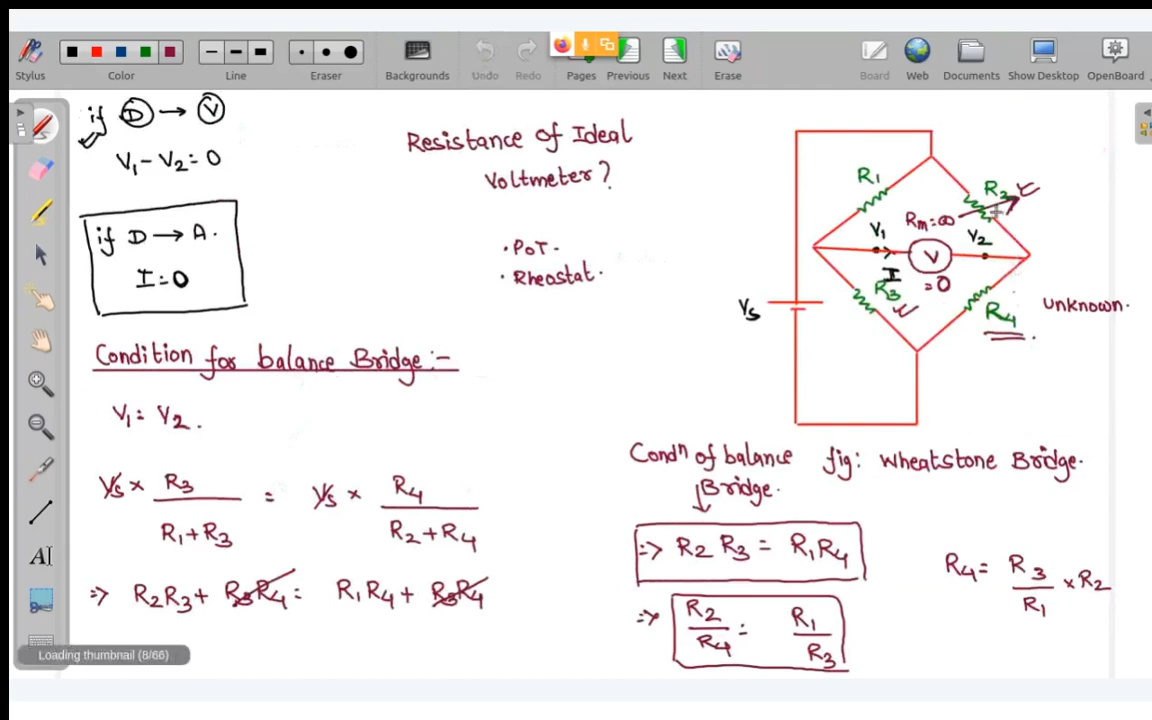 Stylus
Color
Line
Eraser
Backgrounds
Undo
Redo
Pages
Previous
Next
Erase
Board
Web
Documents
Show Desktop
OpenBoard
if D → V
V1 - V2 = 0
if D → A.
I = 0
Resistance of Ideal
Voltmeter?
· POT.
· Rheostat.
R1
R2
Rm = ∞
V1
V2
V
I
= 0
R3
R4
Unknown.
Vs
Condition for balance Bridge :-
V1 = V2.
Vs × R3 / R1 + R3 = Vs × R4 / R2 + R4
=> R2R3 + R3R4 = R1R4 + R3R4
Condn of balance
Bridge.
fig: Wheatstone Bridge.
=> R2 R3 = R1R4
=> R2 / R4 = R1 / R3
R4 = R3 / R1 × R2
AI
Loading thumbnail (8/66)